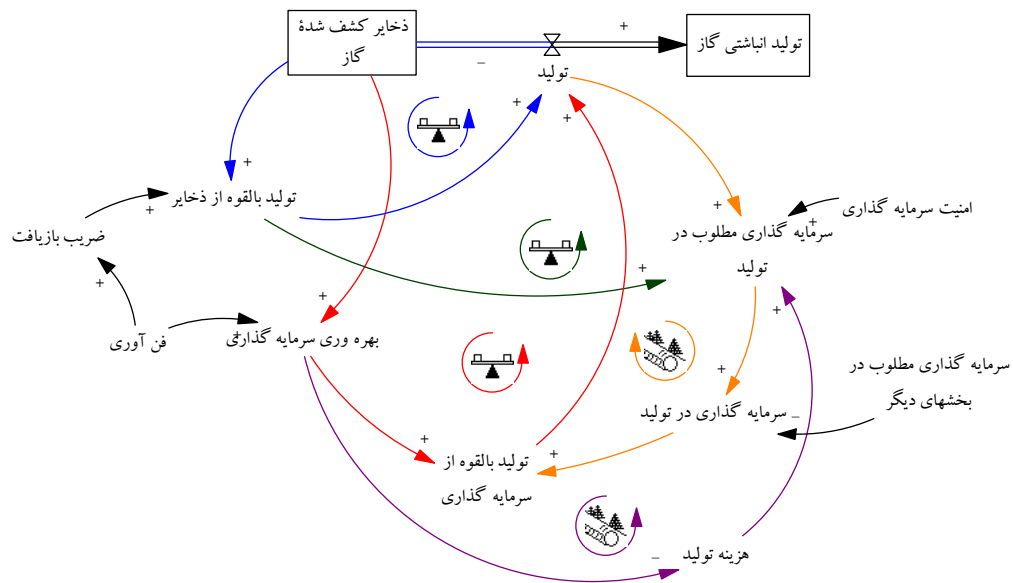 ذخایر کشف شدۀ
گاز
+
تولید انباشتی گاز
_
تولید
+
+
+
تولید بالقوه از ذخایر
+
+
امنیت سرمایه گذاری
+
ضریب بازیافت
سرمایه گذاری مطلوب در
تولید
+
+
+
+
فن آوری
+
بهره وری سرمایه گذاری
سرمایه گذاری مطلوب در
بخشهای دیگر
+
سرمایه گذاری در تولید
_
+
+
تولید بالقوه از
سرمایه گذاری
هزینه تولید
_